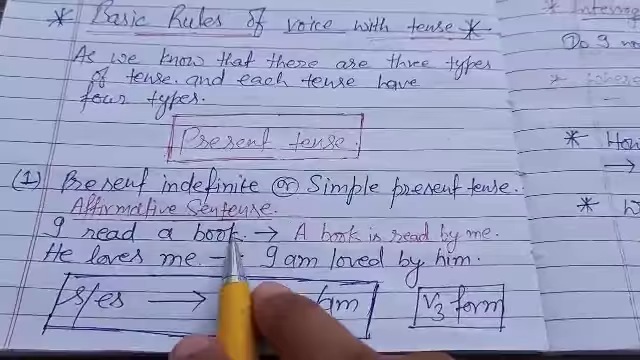 * Basic Rules of voice with tense *
As we know that there are three types
of tense, and each tense have
four types.
Present tense.
(1) Present indefinite or Simple present tense.
Affirmative Sentense.
I read a book. → A book is read by me.
He loves me → I am loved by him.
s/es → am
V3 form
* Interrog
Do I
*
* How
→
*